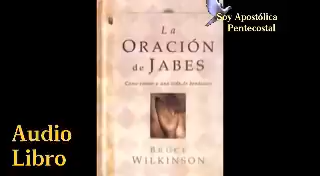 Soy Apostólica
Pentecostal
La
ORACIÓN
de JABES
BRUCE
WILKINSON
Audio
Libro